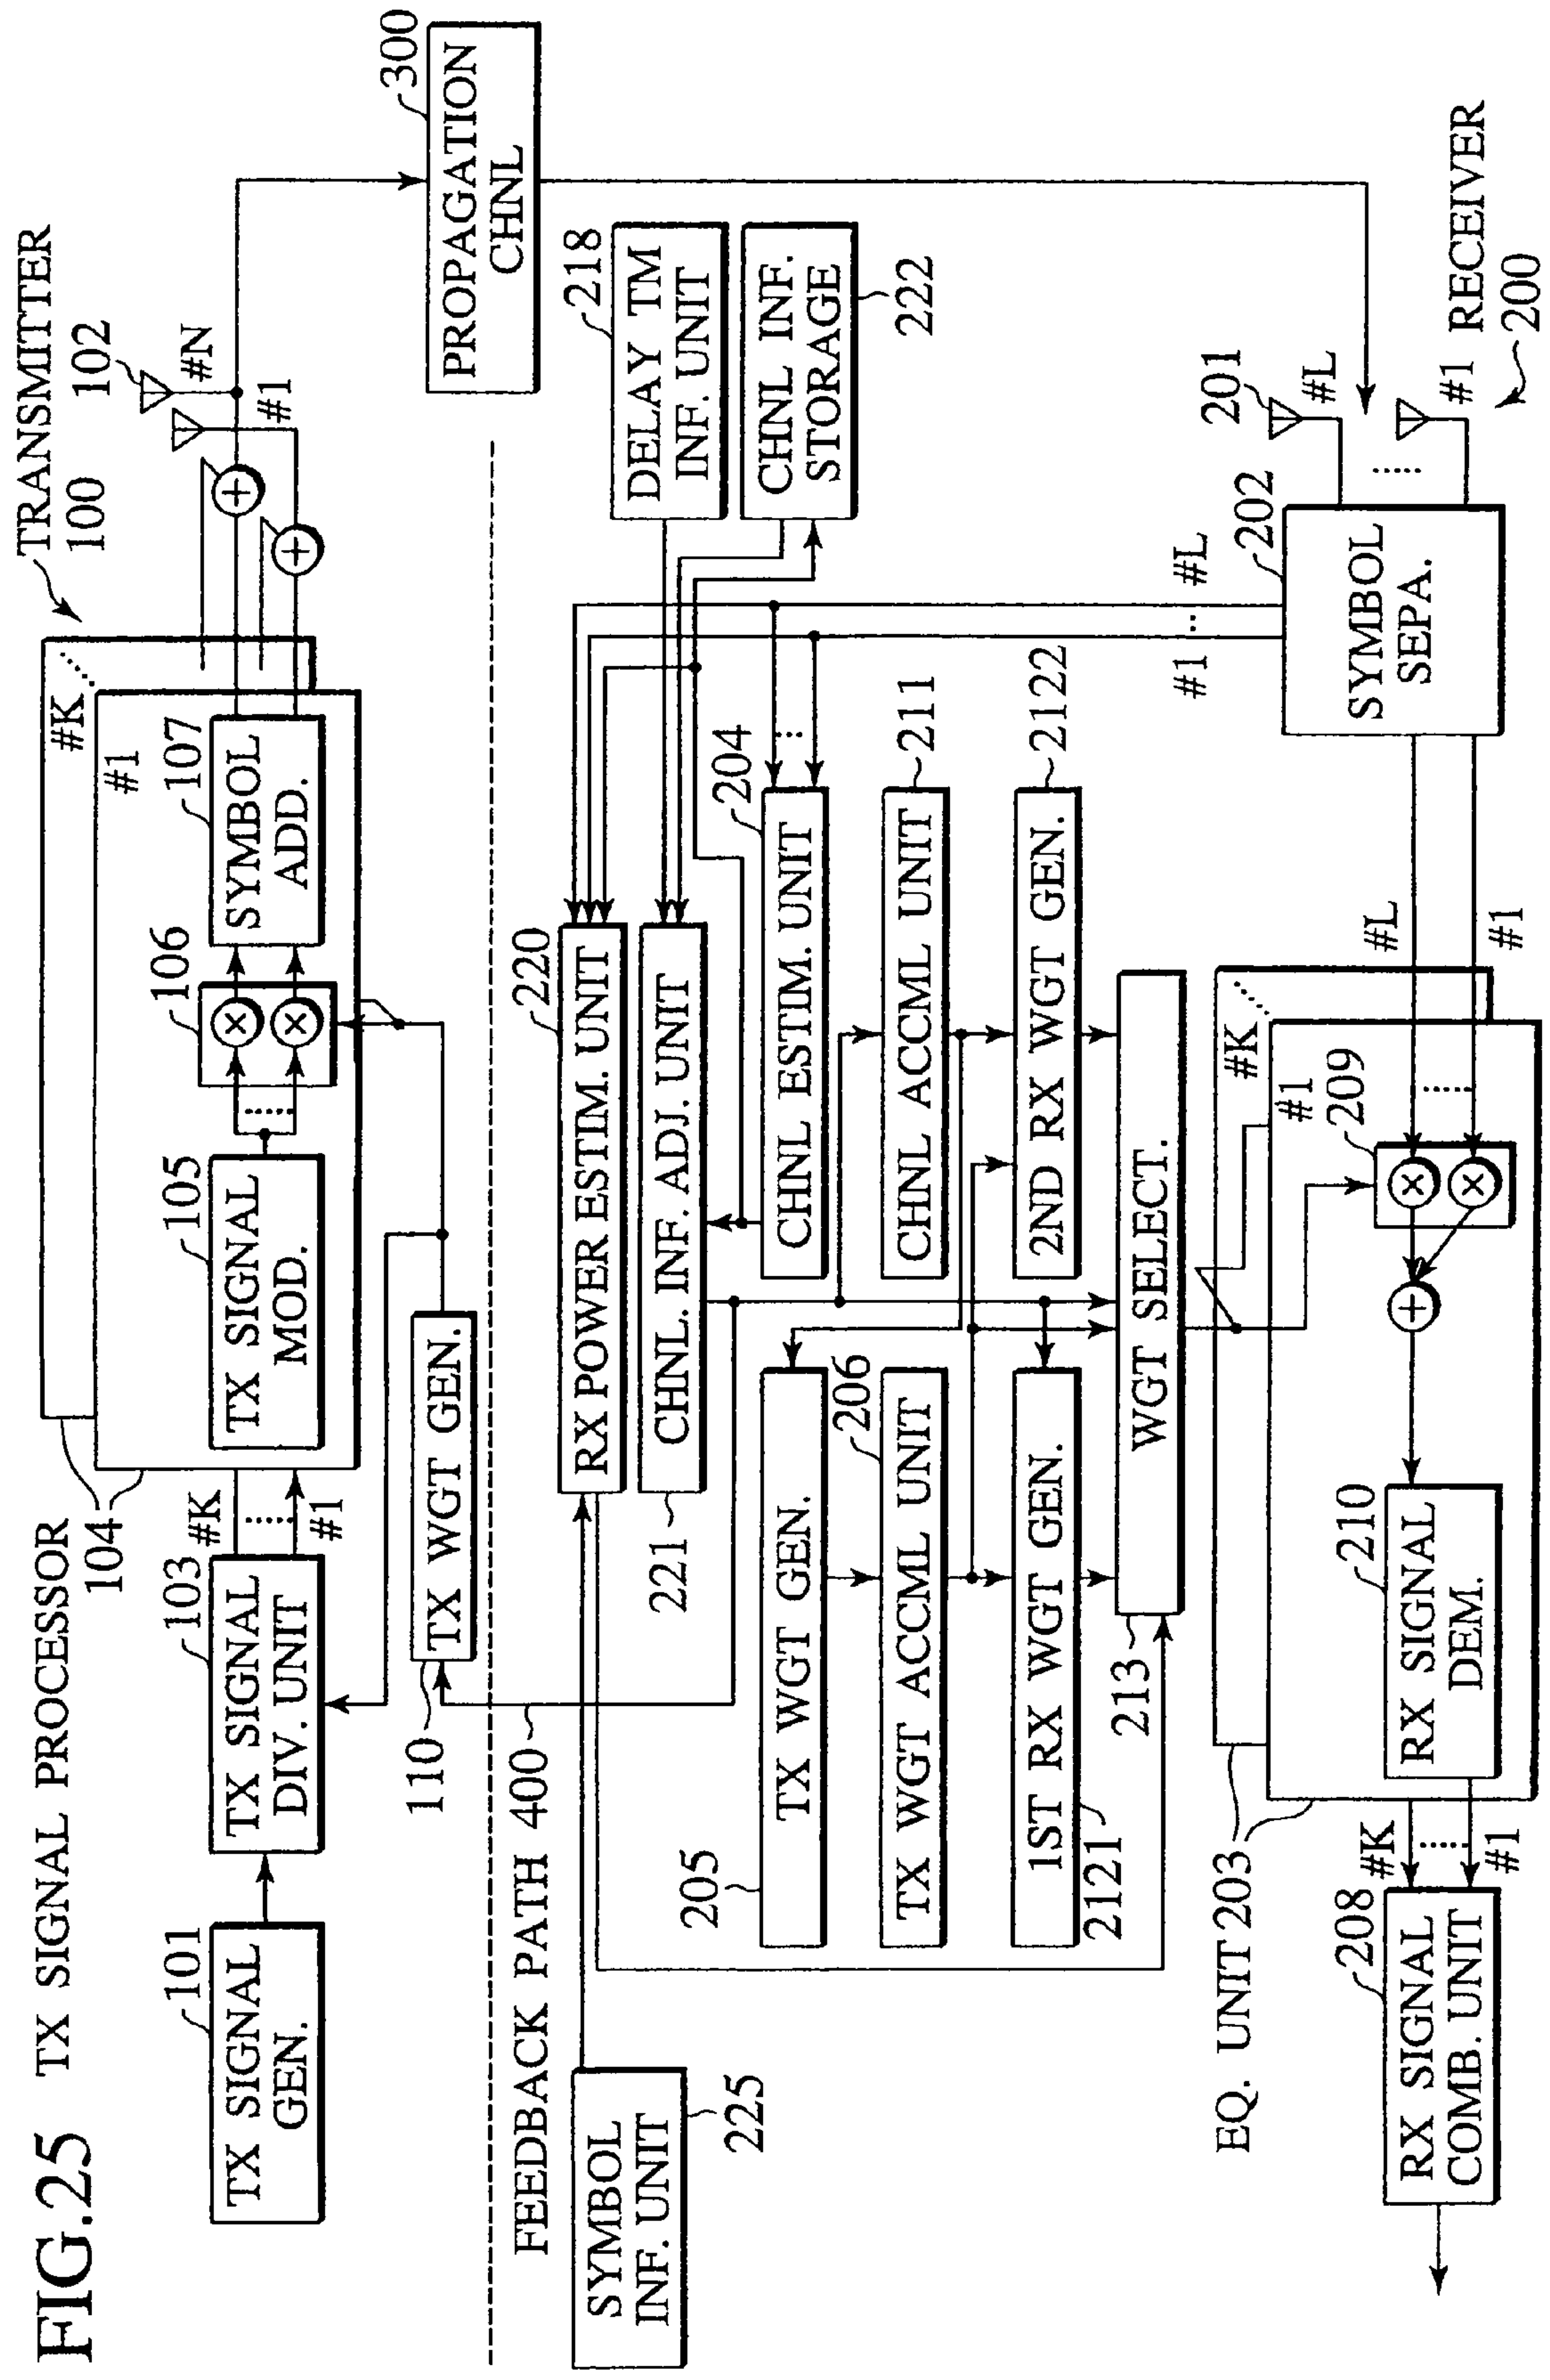 FIG.25
TX SIGNAL PROCESSOR
TRANSMITTER
100
104
#K
#1
101
TX SIGNAL
GEN.
103
TX SIGNAL
DIV. UNIT
#K
#1
105
TX SIGNAL
MOD.
106
107
SYMBOL
ADD.
102
#N
#1
110
TX WGT GEN.
300
PROPAGATION
CHNL
FEEDBACK PATH 400
SYMBOL
INF. UNIT
225
220
RX POWER ESTIM. UNIT
221
CHNL. INF. ADJ. UNIT
218
DELAY TM
INF. UNIT
CHNL INF.
STORAGE
222
204
CHNL ESTIM. UNIT
205
TX WGT GEN.
206
TX WGT ACCML UNIT
CHNL ACCML UNIT
211
1ST RX WGT GEN.
2121
2ND RX WGT GEN.
2122
WGT SELECT.
213
#1
#L
202
SYMBOL
SEPA.
201
#L
#1
RECEIVER
200
EQ. UNIT 203
#K
#1
209
#L
#1
210
RX SIGNAL
DEM.
#K
#1
208
RX SIGNAL
COMB. UNIT